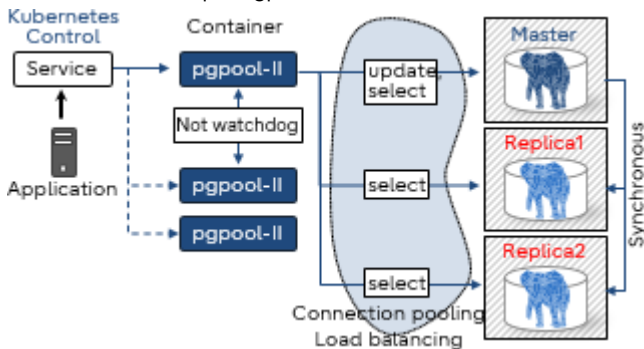 Kubernetes
Control
Container
Service
pgpool-II
Not watchdog
pgpool-II
pgpool-II
Application
update,
select
select
select
Connection pooling
Load balancing
Master
Replica1
Replica2
Synchronous